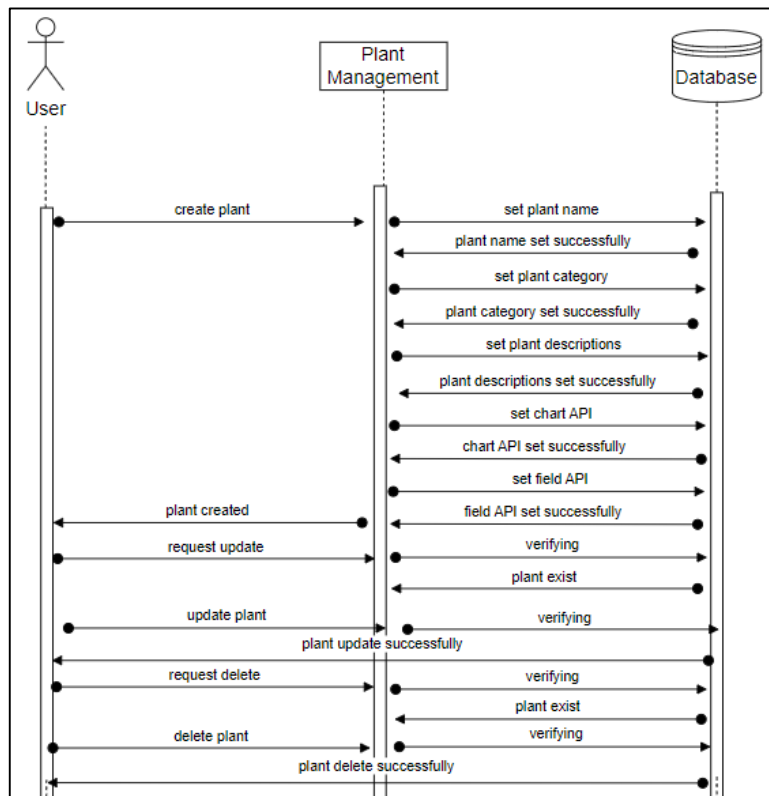 User
Plant
Management
Database
create plant
set plant name
plant name set successfully
set plant category
plant category set successfully
set plant descriptions
plant descriptions set successfully
set chart API
chart API set successfully
set field API
plant created
field API set successfully
request update
verifying
plant exist
update plant
verifying
plant update successfully
request delete
verifying
plant exist
delete plant
verifying
plant delete successfully